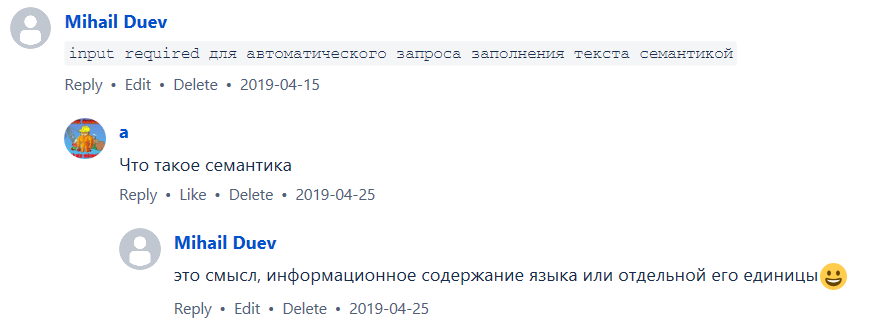 Mihail Duev
input required для автоматического запроса заполнения текста семантикой
Reply • Edit • Delete • 2019-04-15
a
Что такое семантика
Reply • Like • Delete • 2019-04-25
Mihail Duev
это смысл, информационное содержание языка или отдельной его единицы😀
Reply • Edit • Delete • 2019-04-25